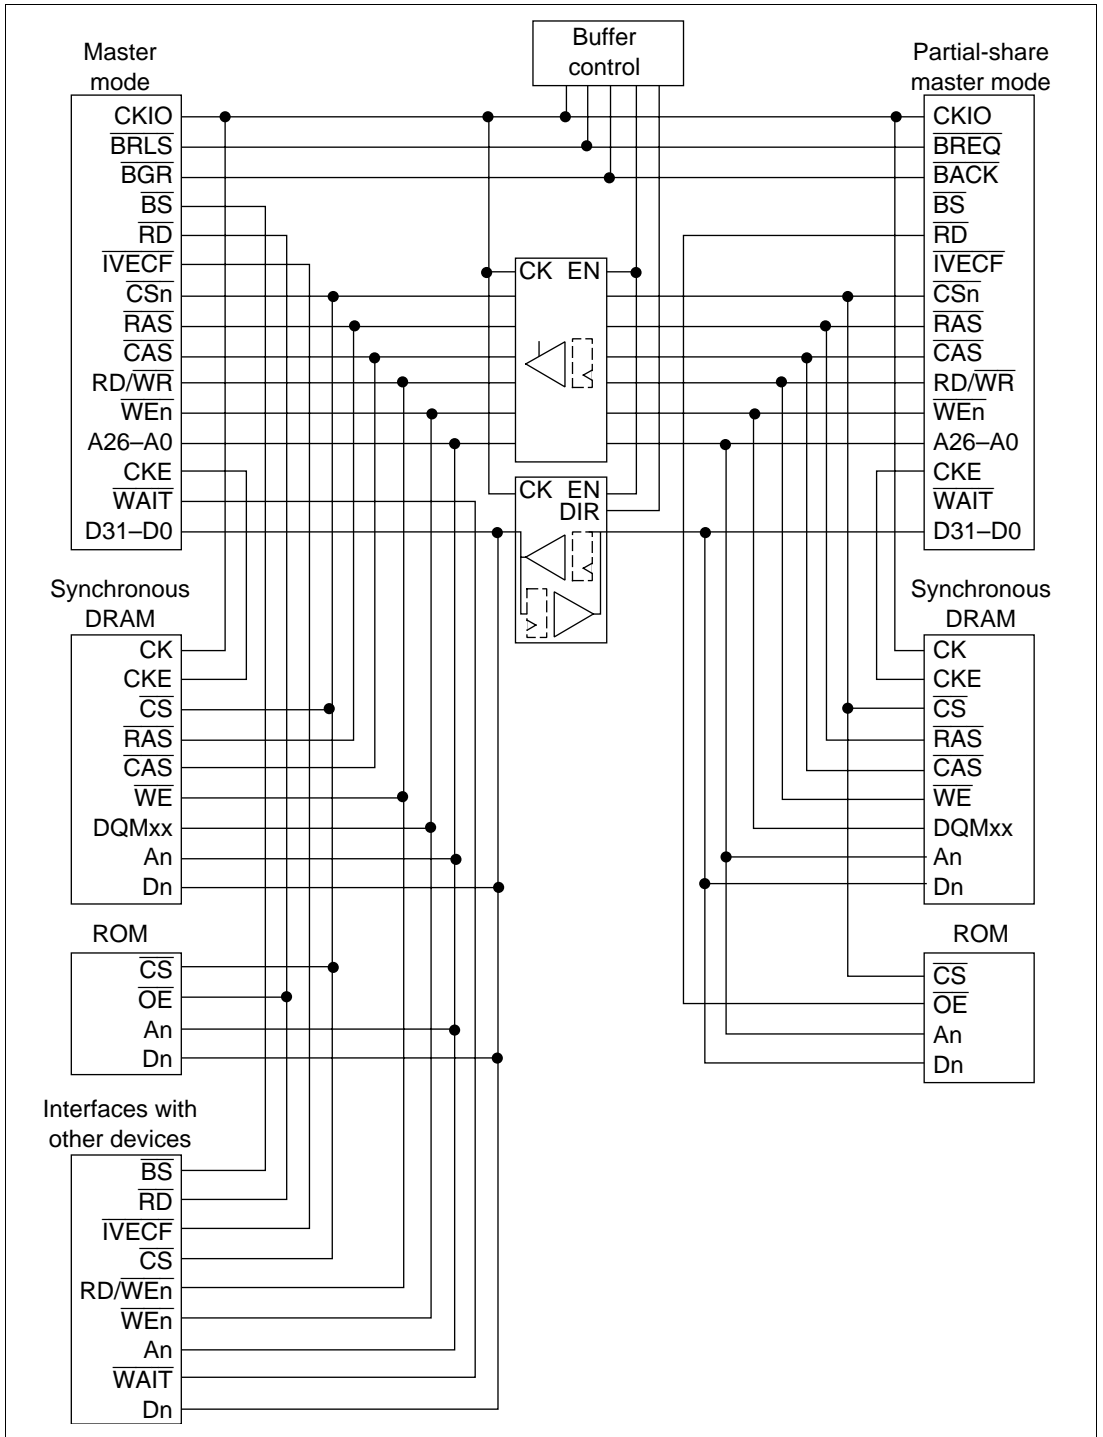 Buffer
control
Master
mode
CKIO
BRLS
BGR
BS
RD
IVECF
CSn
RAS
CAS
RD/WR
WEn
A26–A0
CKE
WAIT
D31–D0
Partial-share
master mode
CKIO
BREQ
BACK
BS
RD
IVECF
CSn
RAS
CAS
RD/WR
WEn
A26–A0
CKE
WAIT
D31–D0
CK EN
CK EN
DIR
Synchronous
DRAM
CK
CKE
CS
RAS
CAS
WE
DQMxx
An
Dn
Synchronous
DRAM
CK
CKE
CS
RAS
CAS
WE
DQMxx
An
Dn
ROM
CS
OE
An
Dn
ROM
CS
OE
An
Dn
Interfaces with
other devices
BS
RD
IVECF
CS
RD/WEn
WEn
An
WAIT
Dn